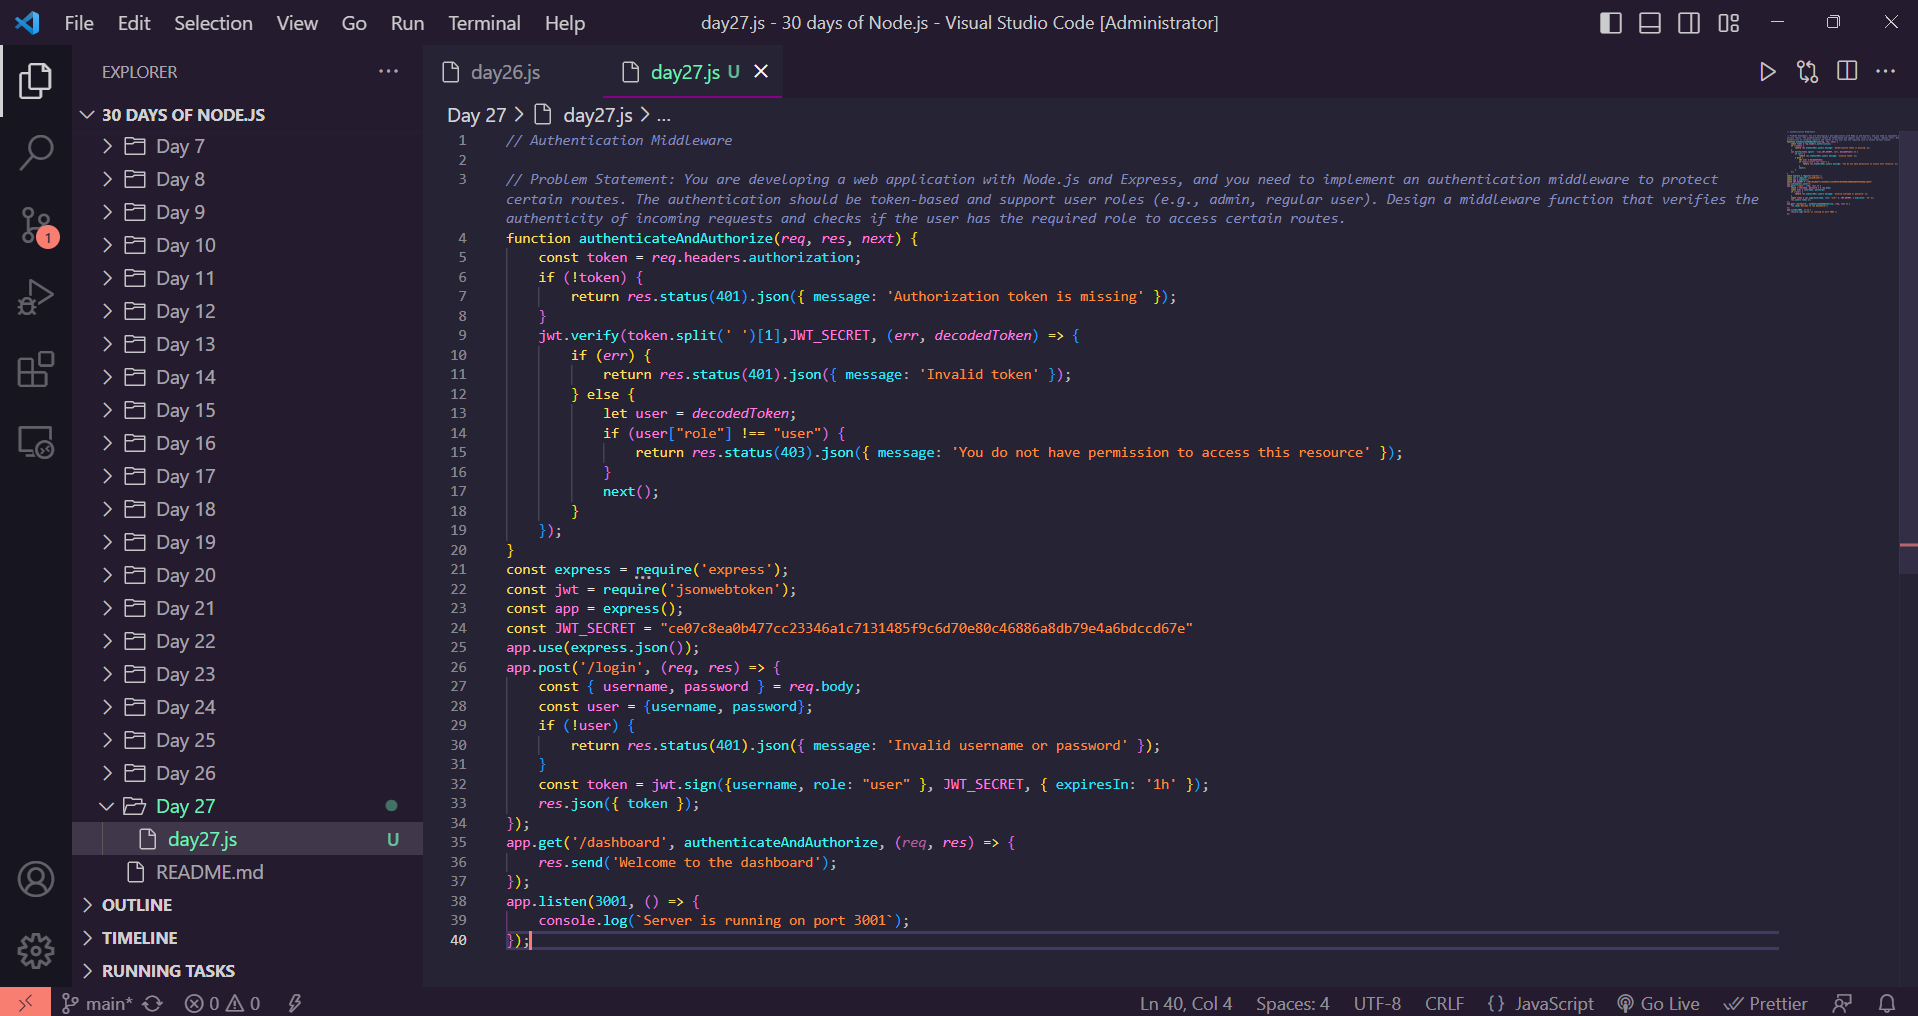 File Edit Selection View Go Run Terminal Help
day27.js - 30 days of Node.js - Visual Studio Code [Administrator]
EXPLORER
30 DAYS OF NODE.JS
Day 7
Day 8
Day 9
Day 10
Day 11
Day 12
Day 13
Day 14
Day 15
Day 16
Day 17
Day 18
Day 19
Day 20
Day 21
Day 22
Day 23
Day 24
Day 25
Day 26
Day 27
day27.js U
README.md
OUTLINE
TIMELINE
RUNNING TASKS
1
day26.js
day27.js U
Day 27 > day27.js > ...
1 // Authentication Middleware
2
3 // Problem Statement: You are developing a web application with Node.js and Express, and you need to implement an authentication middleware to protect
certain routes. The authentication should be token-based and support user roles (e.g., admin, regular user). Design a middleware function that verifies the
authenticity of incoming requests and checks if the user has the required role to access certain routes.
4 function authenticateAndAuthorize(req, res, next) {
5 const token = req.headers.authorization;
6 if (!token) {
7 return res.status(401).json({ message: 'Authorization token is missing' });
8 }
9 jwt.verify(token.split(' ')[1],JWT_SECRET, (err, decodedToken) => {
10 if (err) {
11 return res.status(401).json({ message: 'Invalid token' });
12 } else {
13 let user = decodedToken;
14 if (user["role"] !== "user") {
15 return res.status(403).json({ message: 'You do not have permission to access this resource' });
16 }
17 next();
18 }
19 });
20 }
21 const express = require('express');
22 const jwt = require('jsonwebtoken');
23 const app = express();
24 const JWT_SECRET = "ce07c8ea0b477cc23346a1c7131485f9c6d70e80c46886a8db79e4a6bdccd67e"
25 app.use(express.json());
26 app.post('/login', (req, res) => {
27 const { username, password } = req.body;
28 const user = {username, password};
29 if (!user) {
30 return res.status(401).json({ message: 'Invalid username or password' });
31 }
32 const token = jwt.sign({username, role: "user" }, JWT_SECRET, { expiresIn: '1h' });
33 res.json({ token });
34 });
35 app.get('/dashboard', authenticateAndAuthorize, (req, res) => {
36 res.send('Welcome to the dashboard');
37 });
38 app.listen(3001, () => {
39 console.log(`Server is running on port 3001`);
40 });
main* 0 0
Ln 40, Col 4 Spaces: 4 UTF-8 CRLF {} JavaScript Go Live Prettier